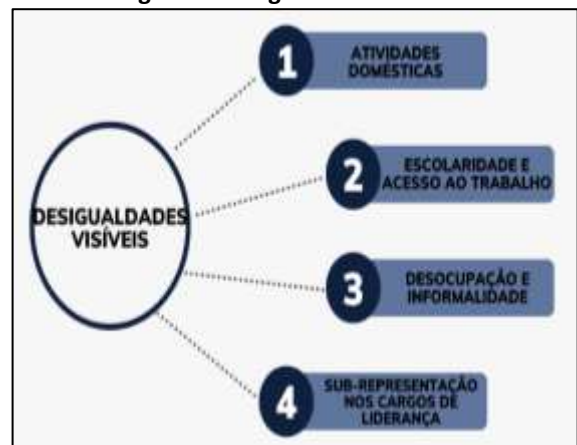 DESIGUALDADES
VISÍVEIS
1
ATIVIDADES
DOMÉSTICAS
2
ESCOLARIDADE E
ACESSO AO TRABALHO
3
DESOCUPAÇÃO E
INFORMALIDADE
4
SUB-REPRESENTAÇÃO
NOS CARGOS DE
LIDERANÇA